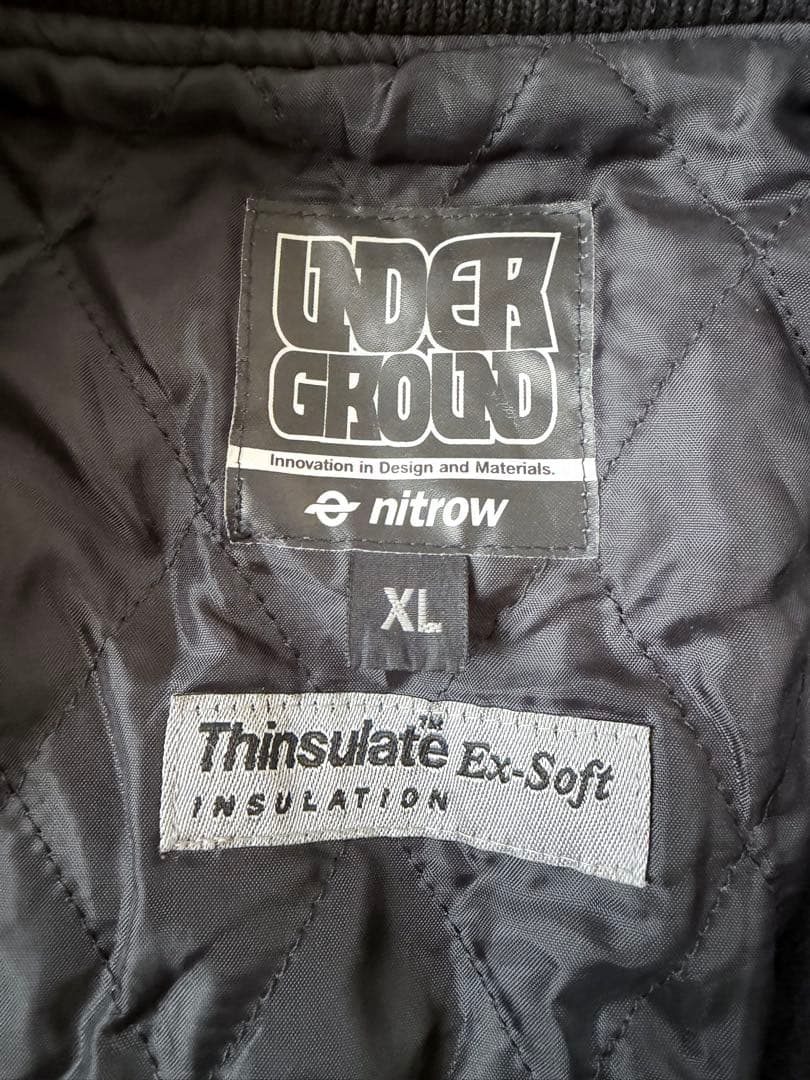 UNDER
GROUND
Innovation in Design and Materials.
nitrow
XL
Thinsulate™ Ex-Soft
INSULATION